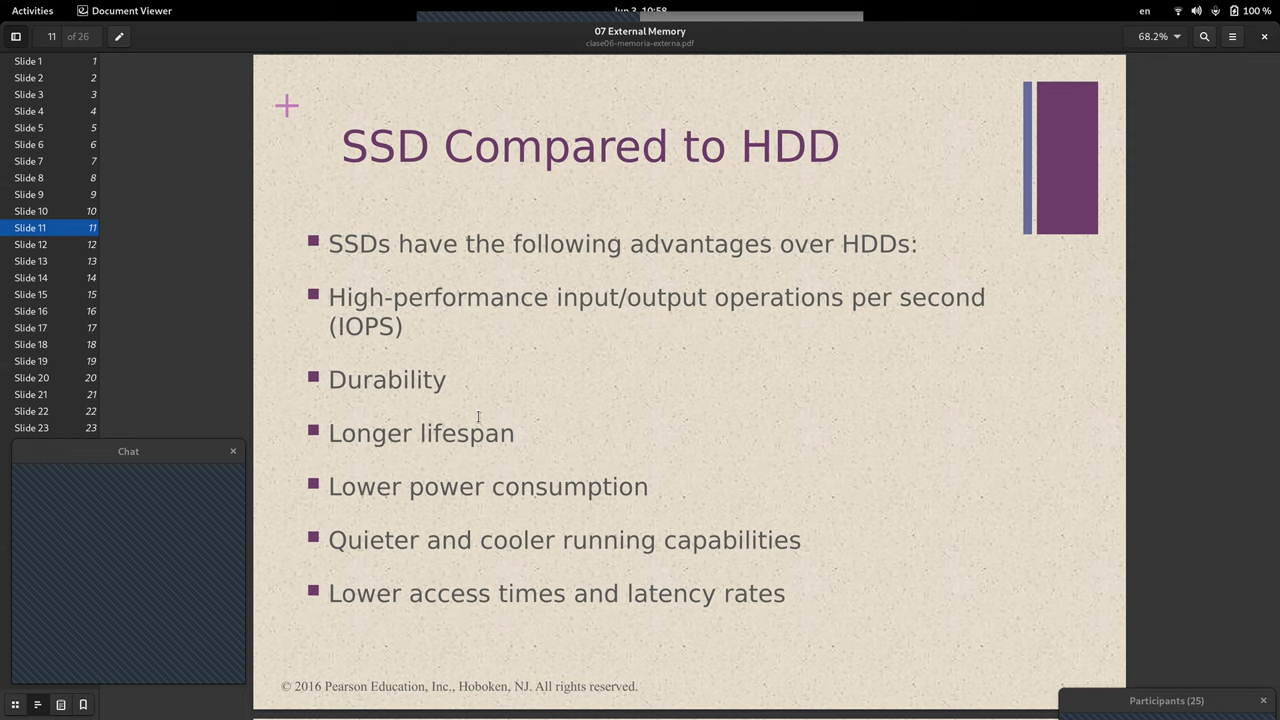 Activities
Document Viewer
Jun 3, 10:58
en
100 %
11 of 26
07 External Memory
clase06-memoria-externa.pdf
68.2%
Slide 1 1
Slide 2 2
Slide 3 3
Slide 4 4
Slide 5 5
Slide 6 6
Slide 7 7
Slide 8 8
Slide 9 9
Slide 10 10
Slide 11 11
Slide 12 12
Slide 13 13
Slide 14 14
Slide 15 15
Slide 16 16
Slide 17 17
Slide 18 18
Slide 19 19
Slide 20 20
Slide 21 21
Slide 22 22
Slide 23 23
Chat
+
SSD Compared to HDD
SSDs have the following advantages over HDDs:
High-performance input/output operations per second
(IOPS)
Durability
Longer lifespan
Lower power consumption
Quieter and cooler running capabilities
Lower access times and latency rates
© 2016 Pearson Education, Inc., Hoboken, NJ. All rights reserved.
Participants (25)